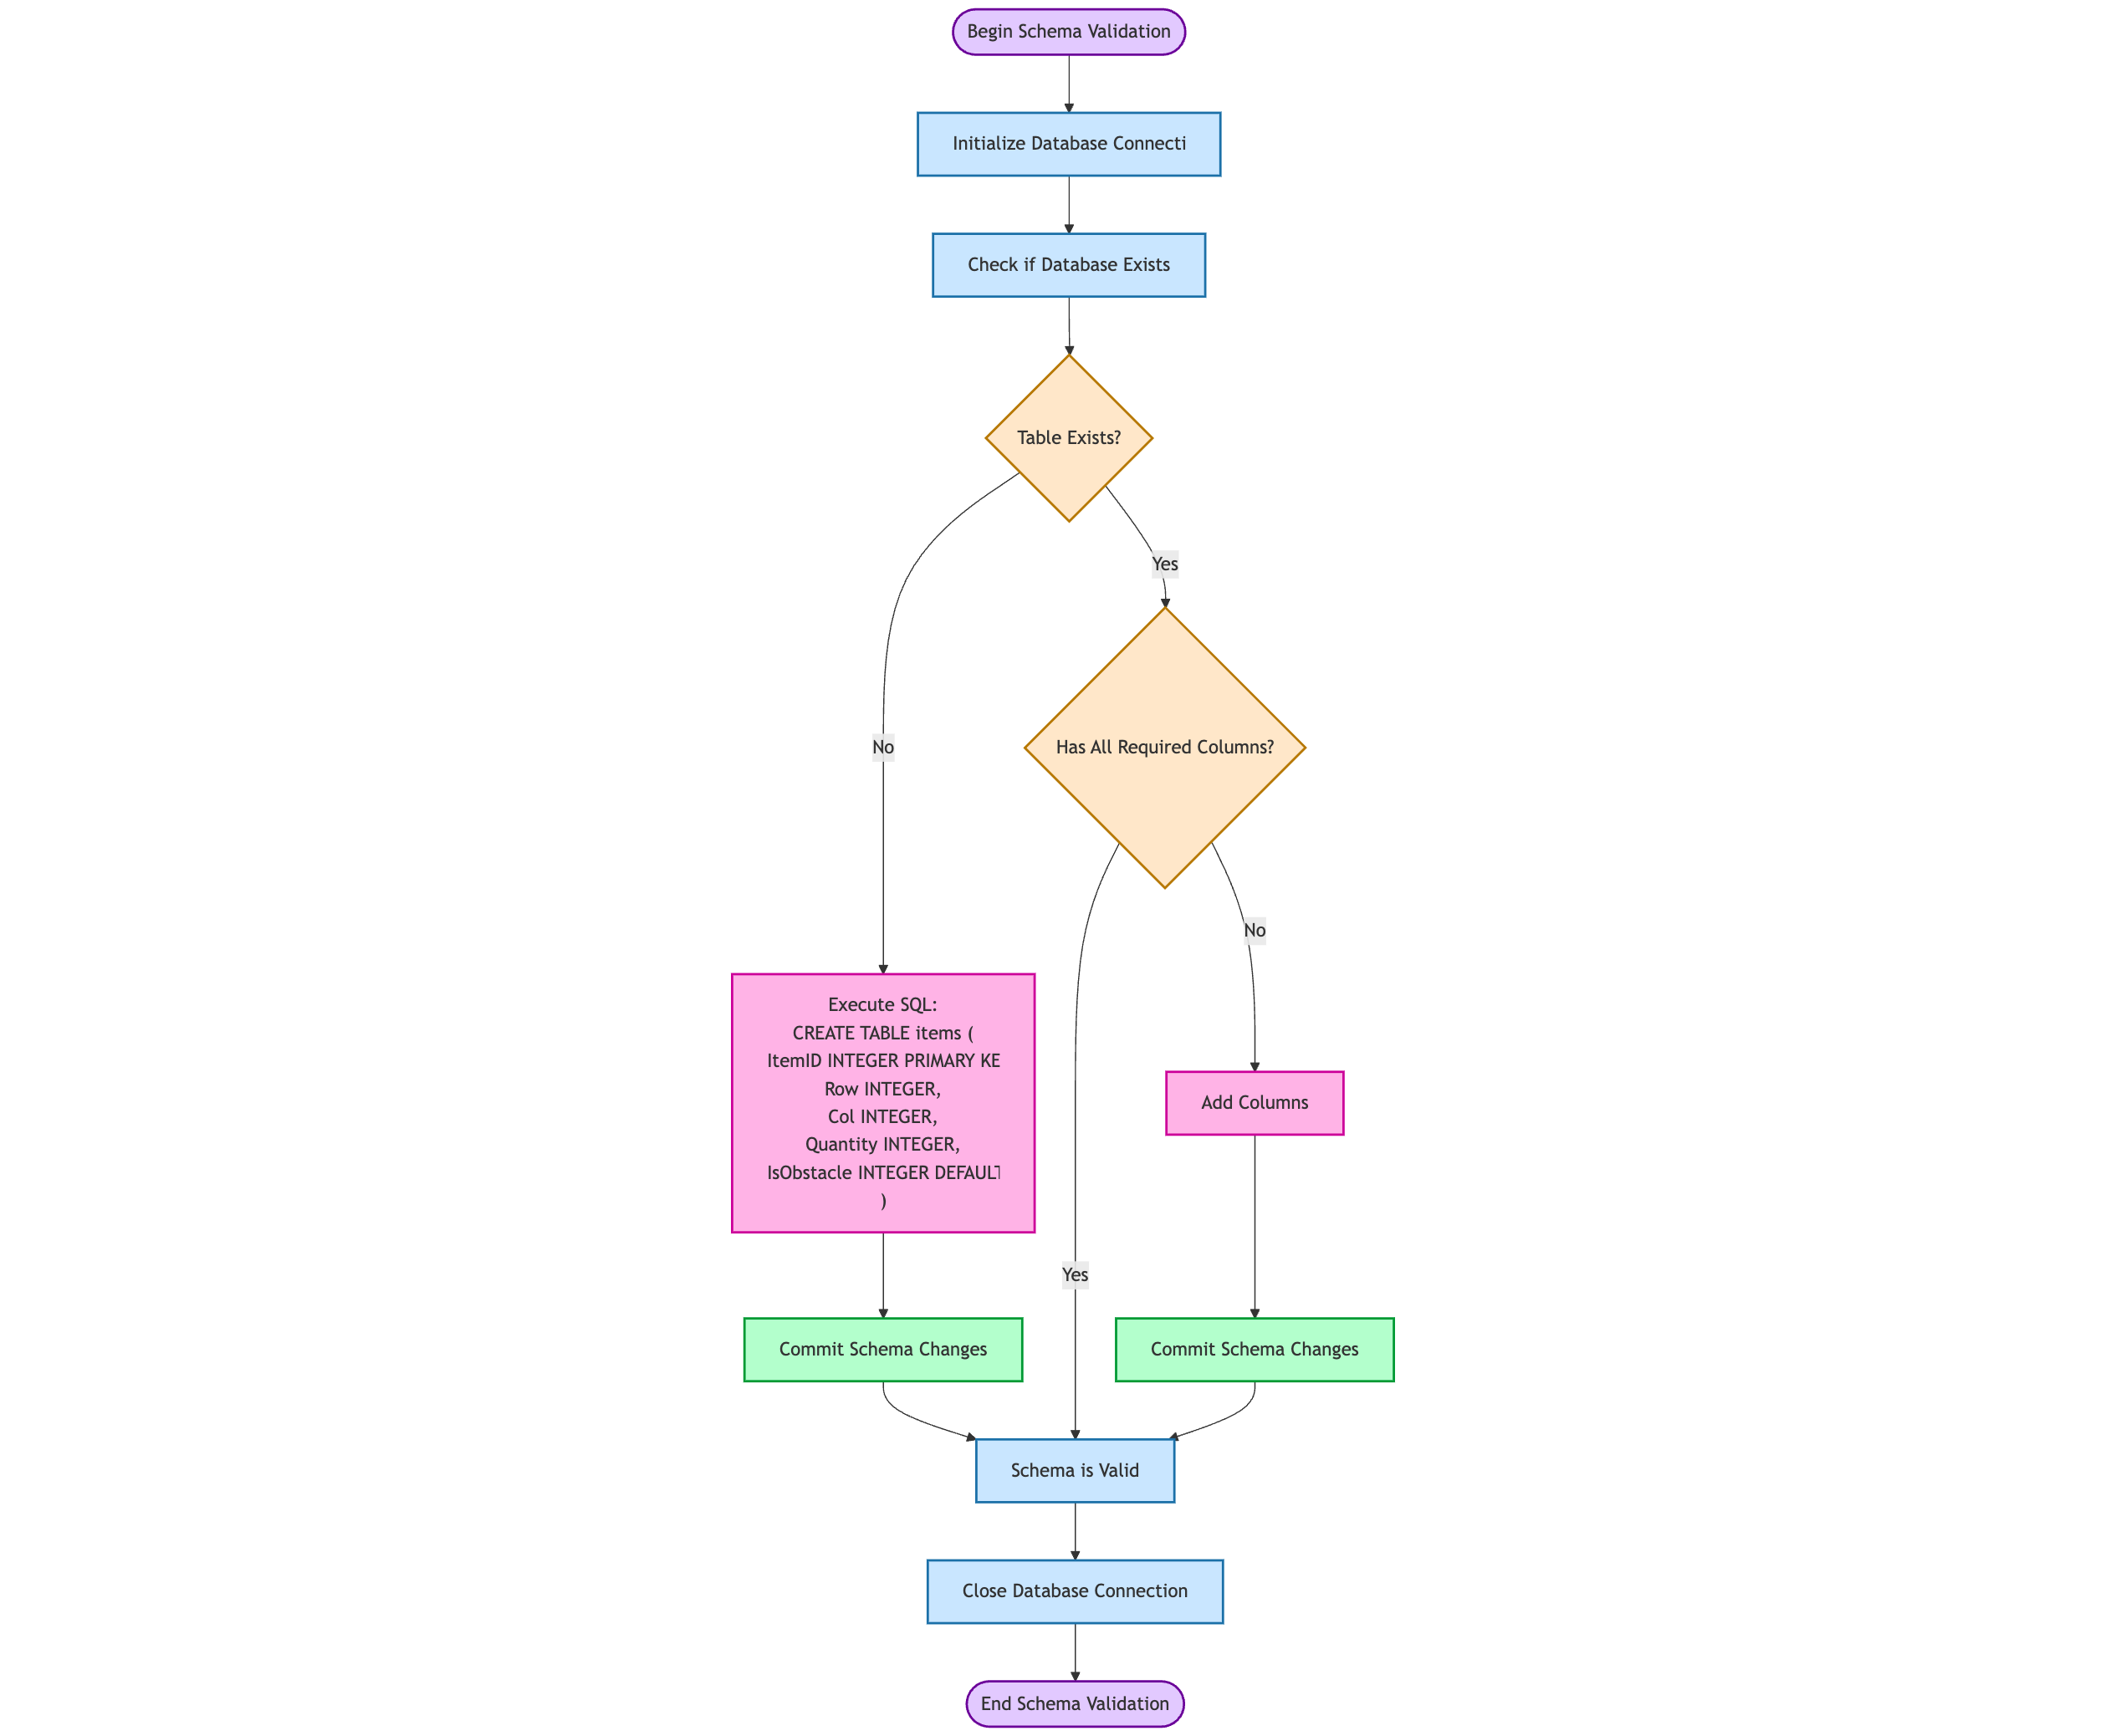 Begin Schema Validation
Initialize Database Connecti
Check if Database Exists
Table Exists?
Yes
No
Has All Required Columns?
No
Execute SQL:
CREATE TABLE items (
ItemID INTEGER PRIMARY KE
Row INTEGER,
Col INTEGER,
Quantity INTEGER,
IsObstacle INTEGER DEFAULT
)
Add Columns
Yes
Commit Schema Changes
Commit Schema Changes
Schema is Valid
Close Database Connection
End Schema Validation